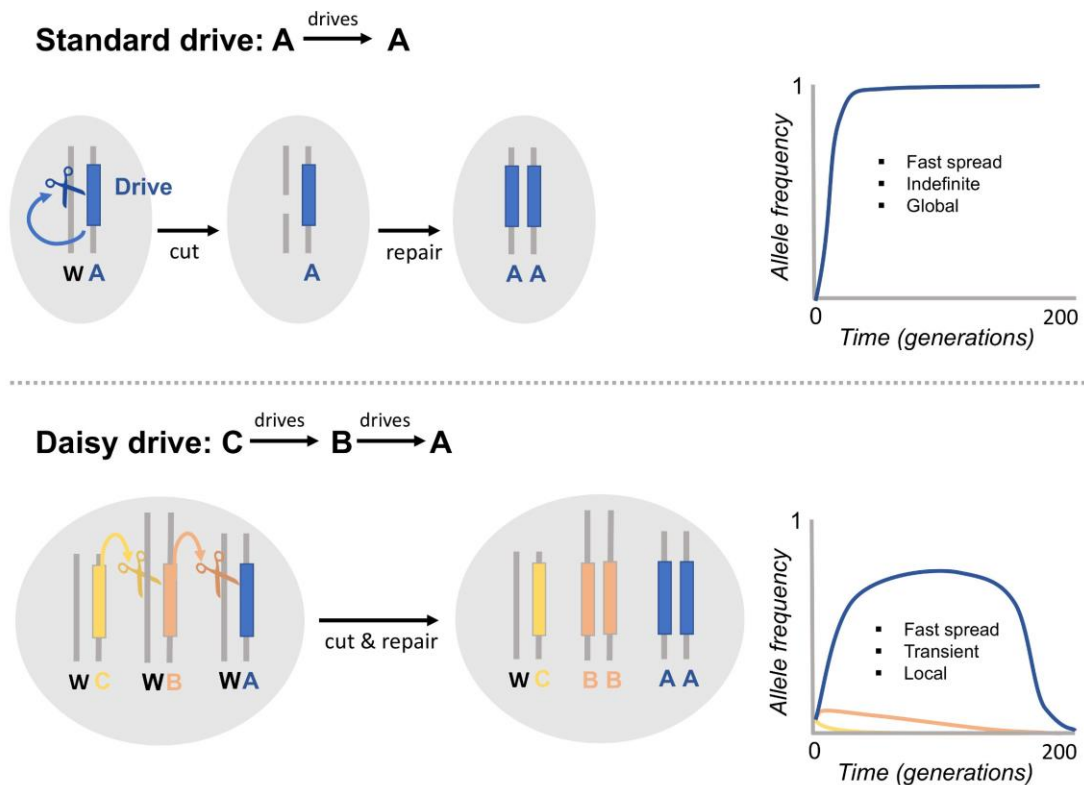 Standard drive: A drives A
Drive
W A
cut
A
repair
A A
1
Allele frequency
▪ Fast spread
▪ Indefinite
▪ Global
0
200
Time (generations)
Daisy drive: C drives B drives A
W C W B W A
cut & repair
W C B B A A
1
Allele frequency
▪ Fast spread
▪ Transient
▪ Local
0
200
Time (generations)